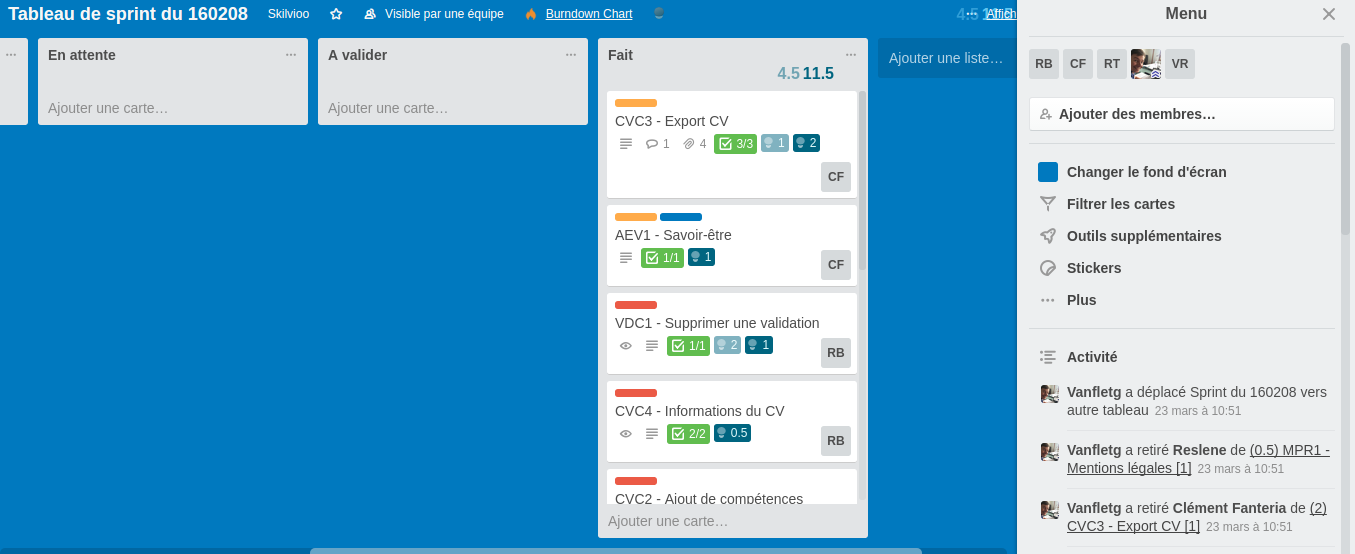 Tableau de sprint du 160208 Skilvioo Visible par une équipe Burndown Chart 4.5
Menu
En attente
Ajouter une carte…
A valider
Ajouter une carte…
Fait
4.5 11.5
CVC3 - Export CV
1 4 3/3 1 2
CF
AEV1 - Savoir-être
1/1 1
CF
VDC1 - Supprimer une validation
1/1 2 1
RB
CVC4 - Informations du CV
2/2 0.5
RB
CVC2 - Ajout de compétences
Ajouter une carte…
Ajouter une liste…
RB CF RT VR
Ajouter des membres…
Changer le fond d'écran
Filtrer les cartes
Outils supplémentaires
Stickers
Plus
Activité
Vanfletg a déplacé Sprint du 160208 vers
autre tableau 23 mars à 10:51
Vanfletg a retiré Reslene de (0.5) MPR1 -
Mentions légales [1] 23 mars à 10:51
Vanfletg a retiré Clément Fanteria de (2)
CVC3 - Export CV [1] 23 mars à 10:51